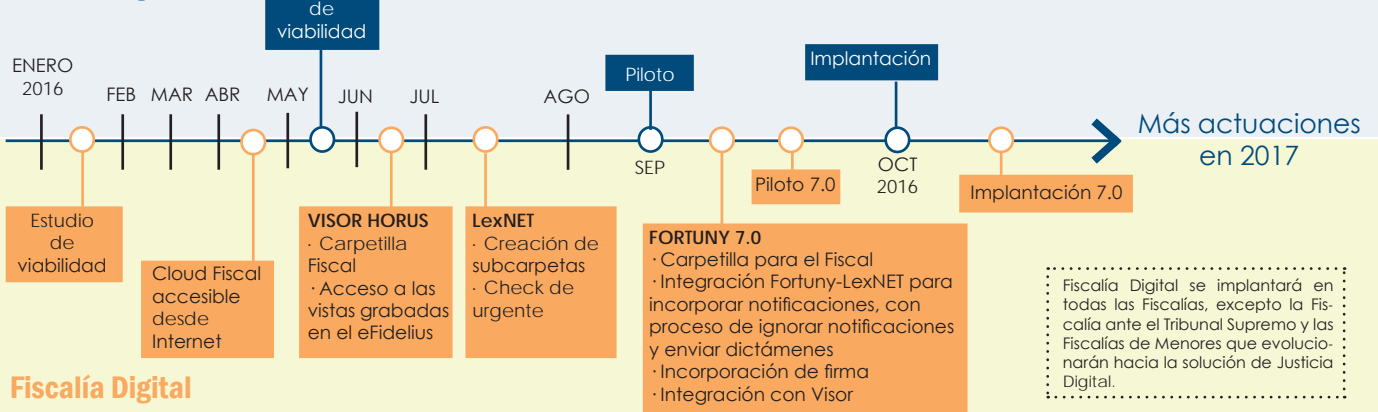 de
viabilidad
ENERO
2016
FEB
MAR
ABR
MAY
JUN
JUL
AGO
Piloto
Implantación
SEP
OCT
2016
Más actuaciones
en 2017
Estudio
de
viabilidad
Cloud Fiscal
accesible
desde
Internet
VISOR HORUS
· Carpetilla
Fiscal
· Acceso a las
vistas grabadas
en el eFidelius
LexNET
· Creación de
subcarpetas
· Check de
urgente
FORTUNY 7.0
· Carpetilla para el Fiscal
· Integración Fortuny-LexNET para
incorporar notificaciones, con
proceso de ignorar notificaciones
y enviar dictámenes
· Incorporación de firma
· Integración con Visor
Piloto 7.0
Implantación 7.0
Fiscalía Digital se implantará en
todas las Fiscalías, excepto la Fis-
calía ante el Tribunal Supremo y las
Fiscalías de Menores que evolucio-
narán hacia la solución de Justicia
Digital.
Fiscalía Digital